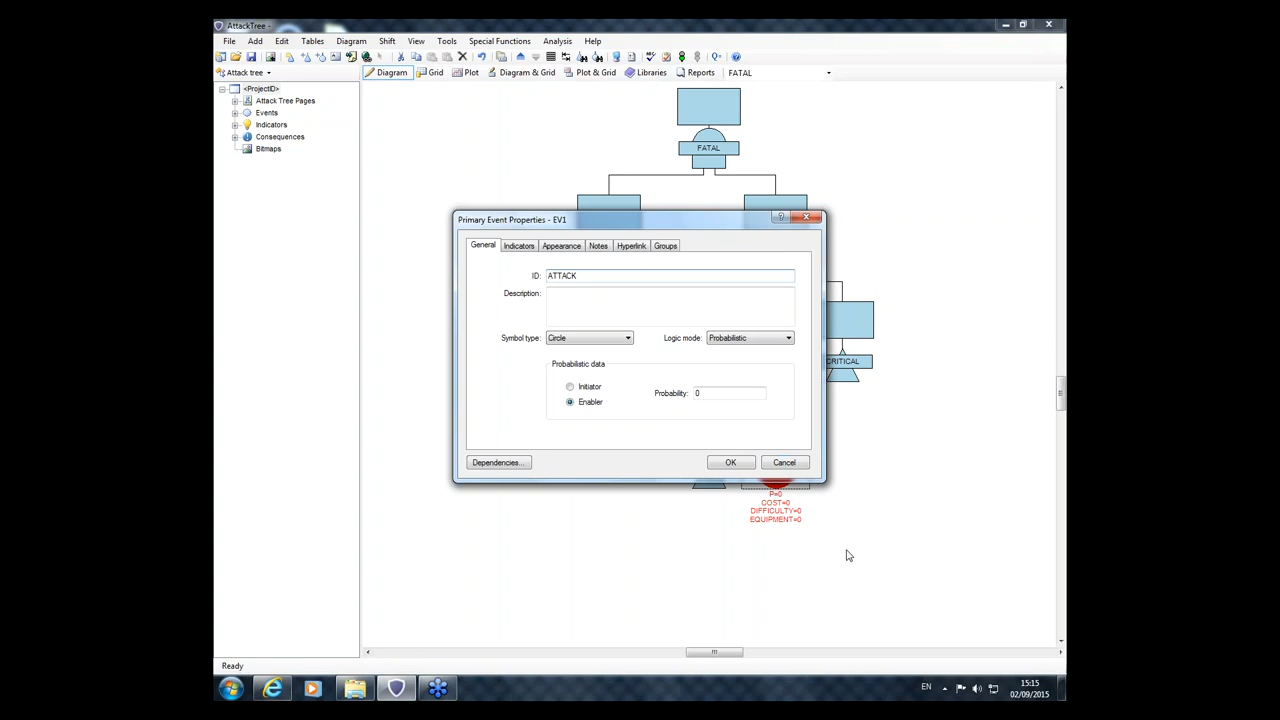 AttackTree -
File Add Edit Tables Diagram Shift View Tools Special Functions Analysis Help
Attack tree
Diagram Grid Plot Diagram & Grid Plot & Grid Libraries Reports FATAL
<ProjectID>
Attack Tree Pages
Events
Indicators
Consequences
Bitmaps
FATAL
Primary Event Properties - EV1
General Indicators Appearance Notes Hyperlink Groups
ID: ATTACK
Description:
Symbol type: Circle Logic mode: Probabilistic
Probabilistic data
Initiator
Enabler
Probability: 0
Dependencies... OK Cancel
CRITICAL
P=0
COST=0
DIFFICULTY=0
EQUIPMENT=0
Ready
EN
15:15
02/09/2015